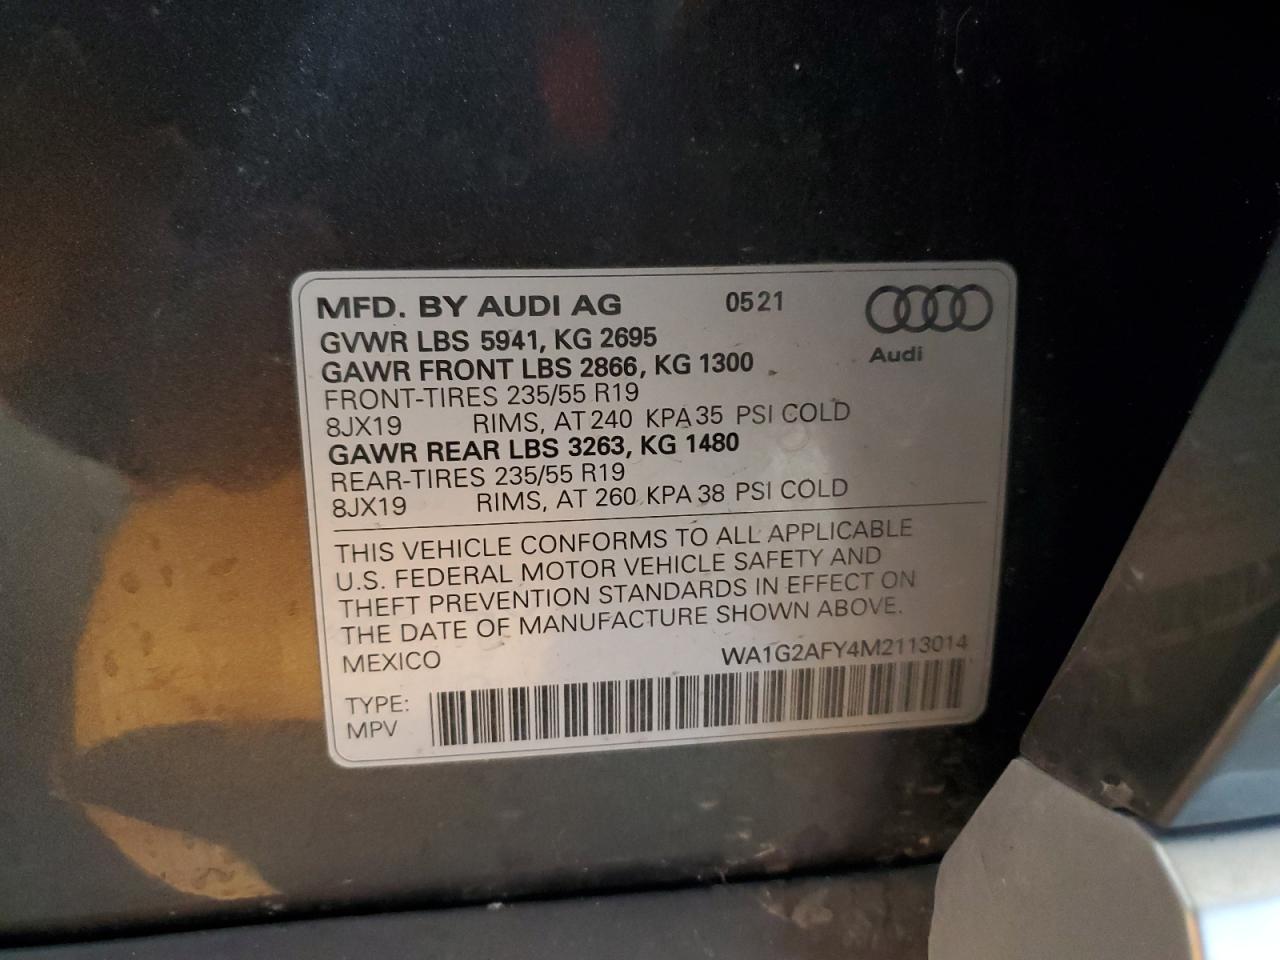 MFD. BY AUDI AG 0521
Audi
GVWR LBS 5941, KG 2695
GAWR FRONT LBS 2866, KG 1300
FRONT-TIRES 235/55 R19
8JX19 RIMS, AT 240 KPA 35 PSI COLD
GAWR REAR LBS 3263, KG 1480
REAR-TIRES 235/55 R19
8JX19 RIMS, AT 260 KPA 38 PSI COLD
THIS VEHICLE CONFORMS TO ALL APPLICABLE
U.S. FEDERAL MOTOR VEHICLE SAFETY AND
THEFT PREVENTION STANDARDS IN EFFECT ON
THE DATE OF MANUFACTURE SHOWN ABOVE.
MEXICO WA1G2AFY4M2113014
TYPE:
MPV